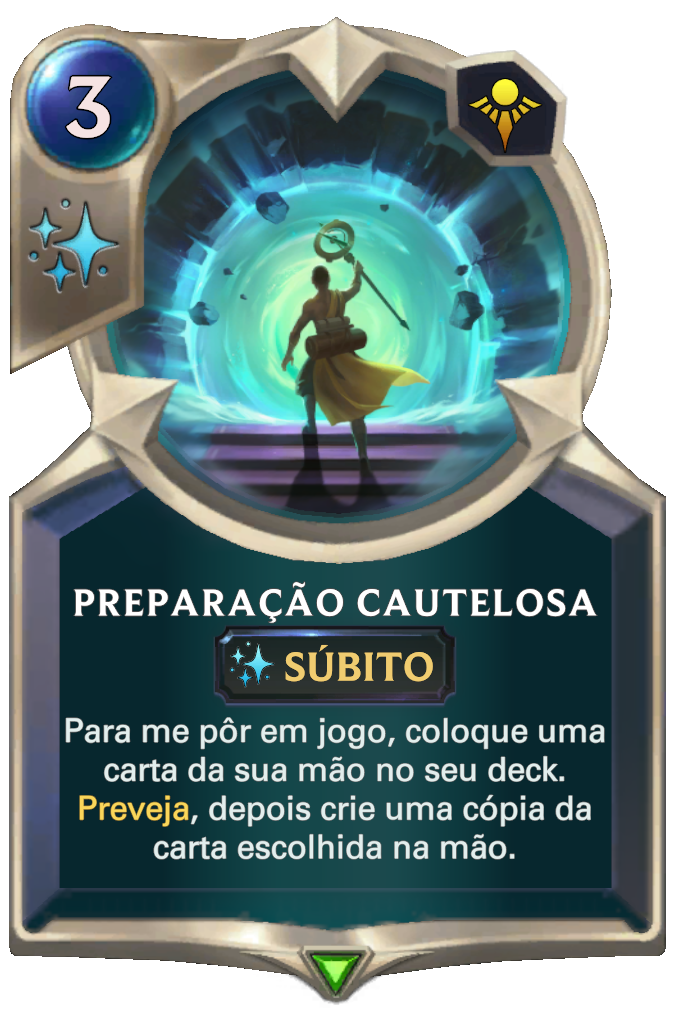 3
PREPARAÇÃO CAUTELOSA
SÚBITO
Para me pôr em jogo, coloque uma
carta da sua mão no seu deck.
Preveja, depois crie uma cópia da
carta escolhida na mão.